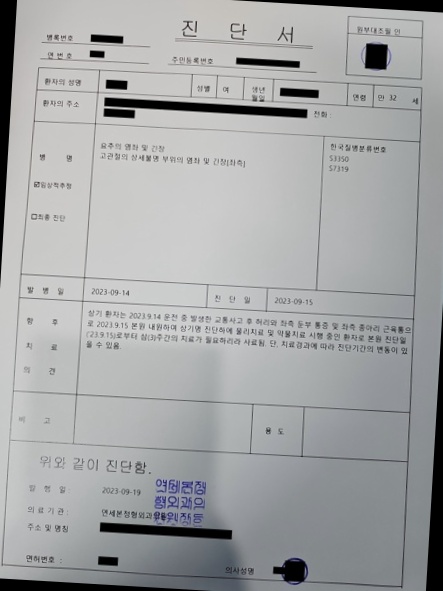 진 단 서
원부대조필 인
병록번호
연 번 호
주민등록번호
환자의 성명
성별 여
생년
월일
연령 만 32 세
환자의 주소
전화 :
병 명
요추의 염좌 및 긴장
고관절의 상세불명 부위의 염좌 및 긴장[좌측]
한국질병분류번호
S3350
S7319
☑임상적추정
☐최종 진단
발 병 일 2023-09-14 진 단 일 2023-09-15
향 후
치 료
의 견
상기 환자는 2023.9.14 운전 중 발생한 교통사고 후 허리와 좌측 둔부 통증 및 좌측 종아리 근육통으
로 2023.9.15 본원 내원하여 상기명 진단하에 물리치료 및 약물치료 시행 중인 환자로 본원 진단일
('23.9.15)로부터 삼(3)주간의 치료가 필요하리라 사료됨. 단, 치료경과에 따라 진단기간의 변동이 있
을 수 있음.
비 고
용 도
위와 같이 진단함.
발 행 일 2023-09-19
의 료 기 관 : 연세본정형외과
주소 및 명칭
면허번호 :
의사성명